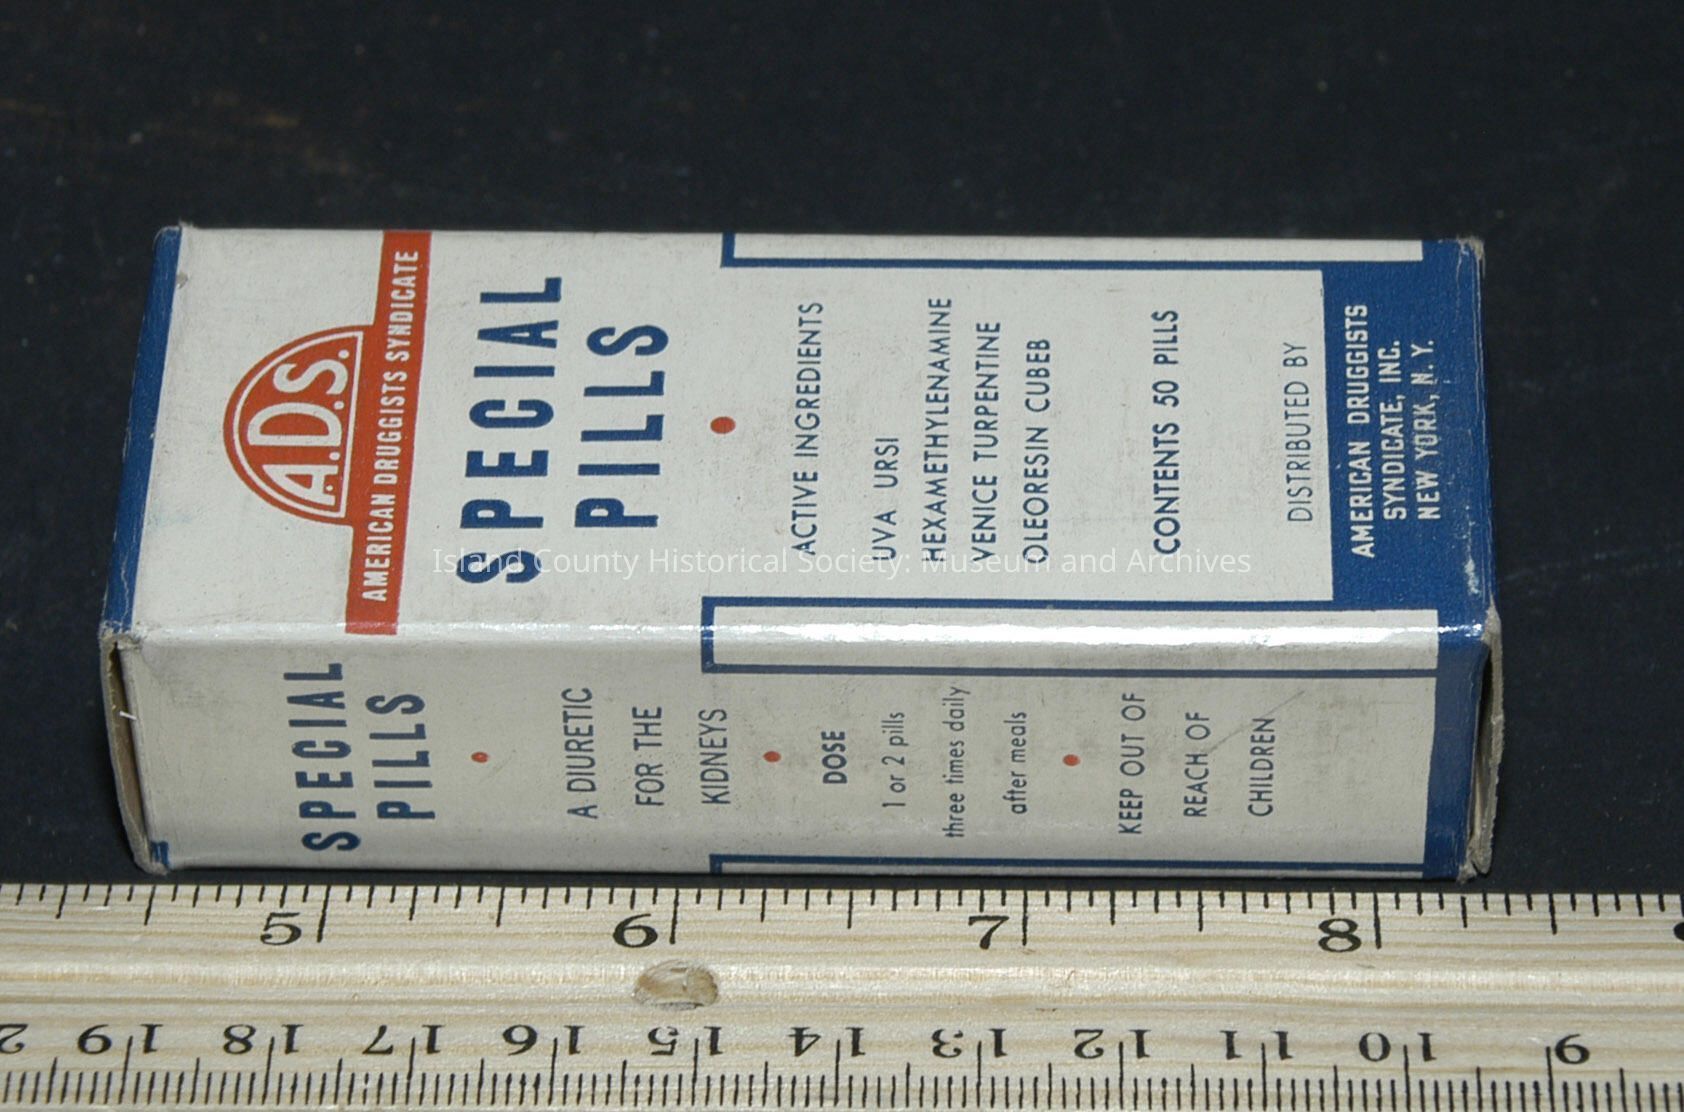 A.D.S.
AMERICAN DRUGGISTS SYNDICATE
SPECIAL
PILLS
ACTIVE INGREDIENTS
UVA URSI
HEXAMETHYLENAMINE
VENICE TURPENTINE
OLEORESIN CUBEB
CONTENTS 50 PILLS
DISTRIBUTED BY
AMERICAN DRUGGISTS
SYNDICATE, INC.
NEW YORK, N. Y.
SPECIAL
PILLS
A DIURETIC
FOR THE
KIDNEYS
DOSE
1 or 2 pills
three times daily
after meals
KEEP OUT OF
REACH OF
CHILDREN
Island County Historical Society: Museum and Archives
5 6 7 8
9 10 11 12 13 14 15 16 17 18 19